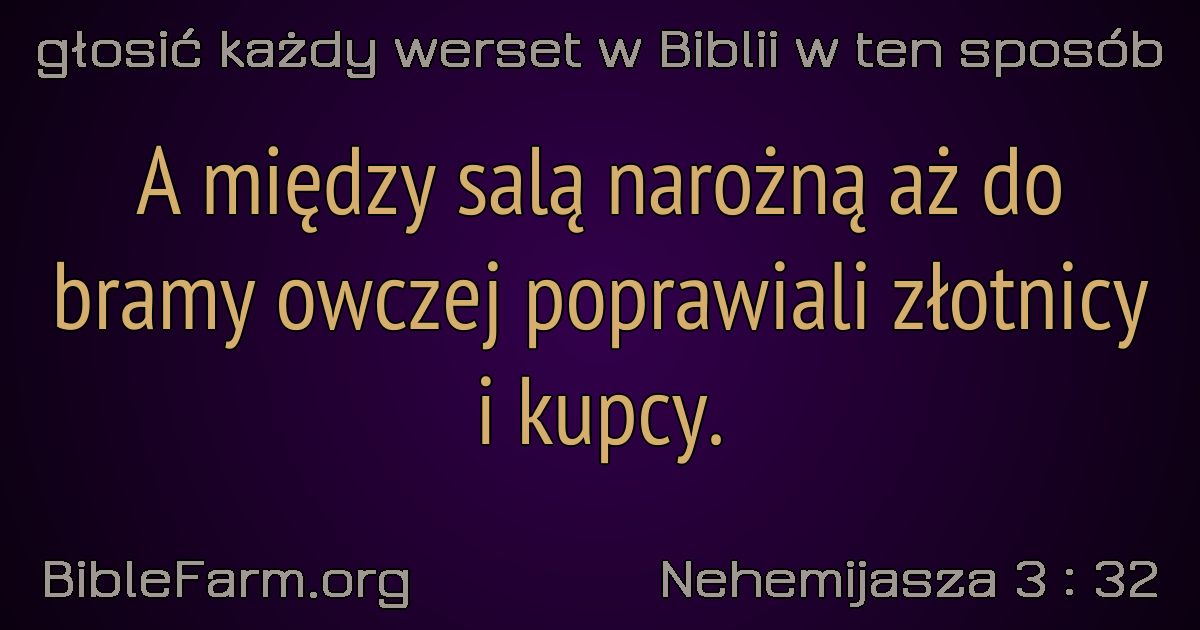 głosić każdy werset w Biblii w ten sposób
A między salą narożną aż do
bramy owczej poprawiali złotnicy
i kupcy.
BibleFarm.org
Nehemijasza 3 : 32